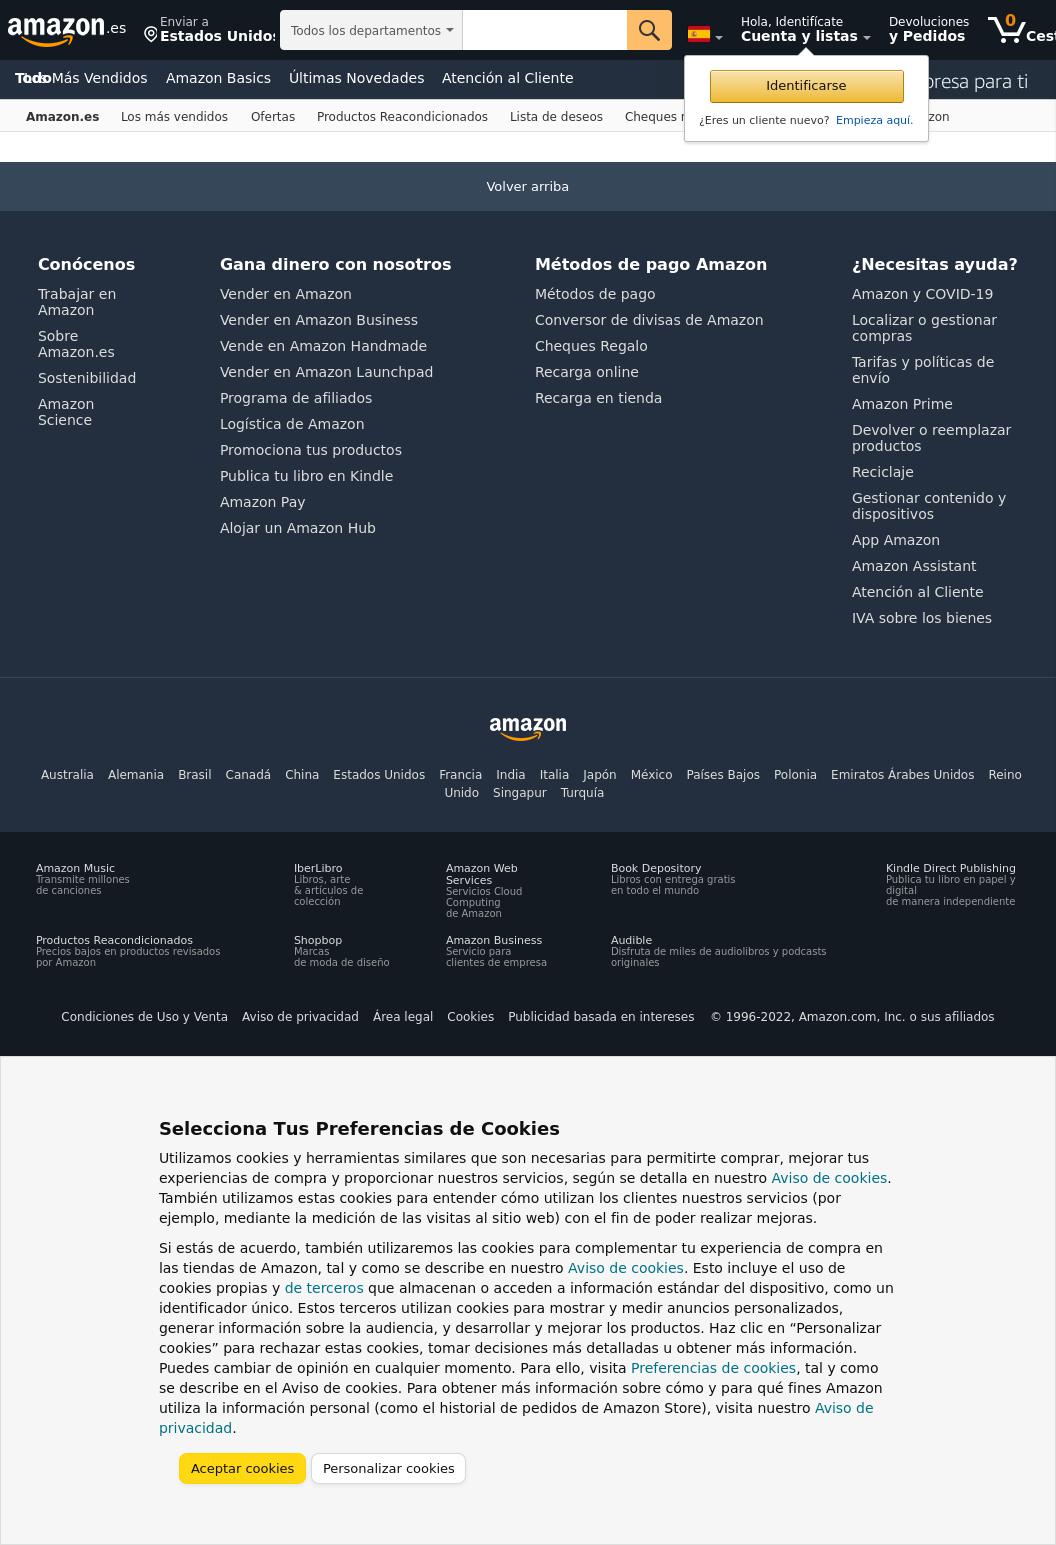 amazon.es
Enviar a
Estados Unidos
Todos los departamentos
Hola, Identifícate
Cuenta y listas
Devoluciones
y Pedidos
0
Cest
Todo
Más Vendidos Amazon Basics Últimas Novedades Atención al Cliente
presa para ti
Identificarse
¿Eres un cliente nuevo? Empieza aquí.
Amazon.es Los más vendidos Ofertas Productos Reacondicionados Lista de deseos Cheques
Volver arriba
Conócenos
Trabajar en
Amazon
Sobre
Amazon.es
Sostenibilidad
Amazon
Science
Gana dinero con nosotros
Vender en Amazon
Vender en Amazon Business
Vende en Amazon Handmade
Vender en Amazon Launchpad
Programa de afiliados
Logística de Amazon
Promociona tus productos
Publica tu libro en Kindle
Amazon Pay
Alojar un Amazon Hub
Métodos de pago Amazon
Métodos de pago
Conversor de divisas de Amazon
Cheques Regalo
Recarga online
Recarga en tienda
¿Necesitas ayuda?
Amazon y COVID-19
Localizar o gestionar
compras
Tarifas y políticas de
envío
Amazon Prime
Devolver o reemplazar
productos
Reciclaje
Gestionar contenido y
dispositivos
App Amazon
Amazon Assistant
Atención al Cliente
IVA sobre los bienes
amazon
Australia Alemania Brasil Canadá China Estados Unidos Francia India Italia Japón México Países Bajos Polonia Emiratos Árabes Unidos Reino
Unido Singapur Turquía
Amazon Music
Transmite millones
de canciones
IberLibro
Libros, arte
& artículos de
colección
Amazon Web
Services
Servicios Cloud
Computing
de Amazon
Book Depository
Libros con entrega gratis
en todo el mundo
Kindle Direct Publishing
Publica tu libro en papel y
digital
de manera independiente
Productos Reacondicionados
Precios bajos en productos revisados
por Amazon
Shopbop
Marcas
de moda de diseño
Amazon Business
Servicio para
clientes de empresa
Audible
Disfruta de miles de audiolibros y podcasts
originales
Condiciones de Uso y Venta Aviso de privacidad Área legal Cookies Publicidad basada en intereses © 1996-2022, Amazon.com, Inc. o sus afiliados
Selecciona Tus Preferencias de Cookies
Utilizamos cookies y herramientas similares que son necesarias para permitirte comprar, mejorar tus
experiencias de compra y proporcionar nuestros servicios, según se detalla en nuestro Aviso de cookies.
También utilizamos estas cookies para entender cómo utilizan los clientes nuestros servicios (por
ejemplo, mediante la medición de las visitas al sitio web) con el fin de poder realizar mejoras.
Si estás de acuerdo, también utilizaremos las cookies para complementar tu experiencia de compra en
las tiendas de Amazon, tal y como se describe en nuestro Aviso de cookies. Esto incluye el uso de
cookies propias y de terceros que almacenan o acceden a información estándar del dispositivo, como un
identificador único. Estos terceros utilizan cookies para mostrar y medir anuncios personalizados,
generar información sobre la audiencia, y desarrollar y mejorar los productos. Haz clic en “Personalizar
cookies” para rechazar estas cookies, tomar decisiones más detalladas u obtener más información.
Puedes cambiar de opinión en cualquier momento. Para ello, visita Preferencias de cookies, tal y como
se describe en el Aviso de cookies. Para obtener más información sobre cómo y para qué fines Amazon
utiliza la información personal (como el historial de pedidos de Amazon Store), visita nuestro Aviso de
privacidad.
Aceptar cookies Personalizar cookies